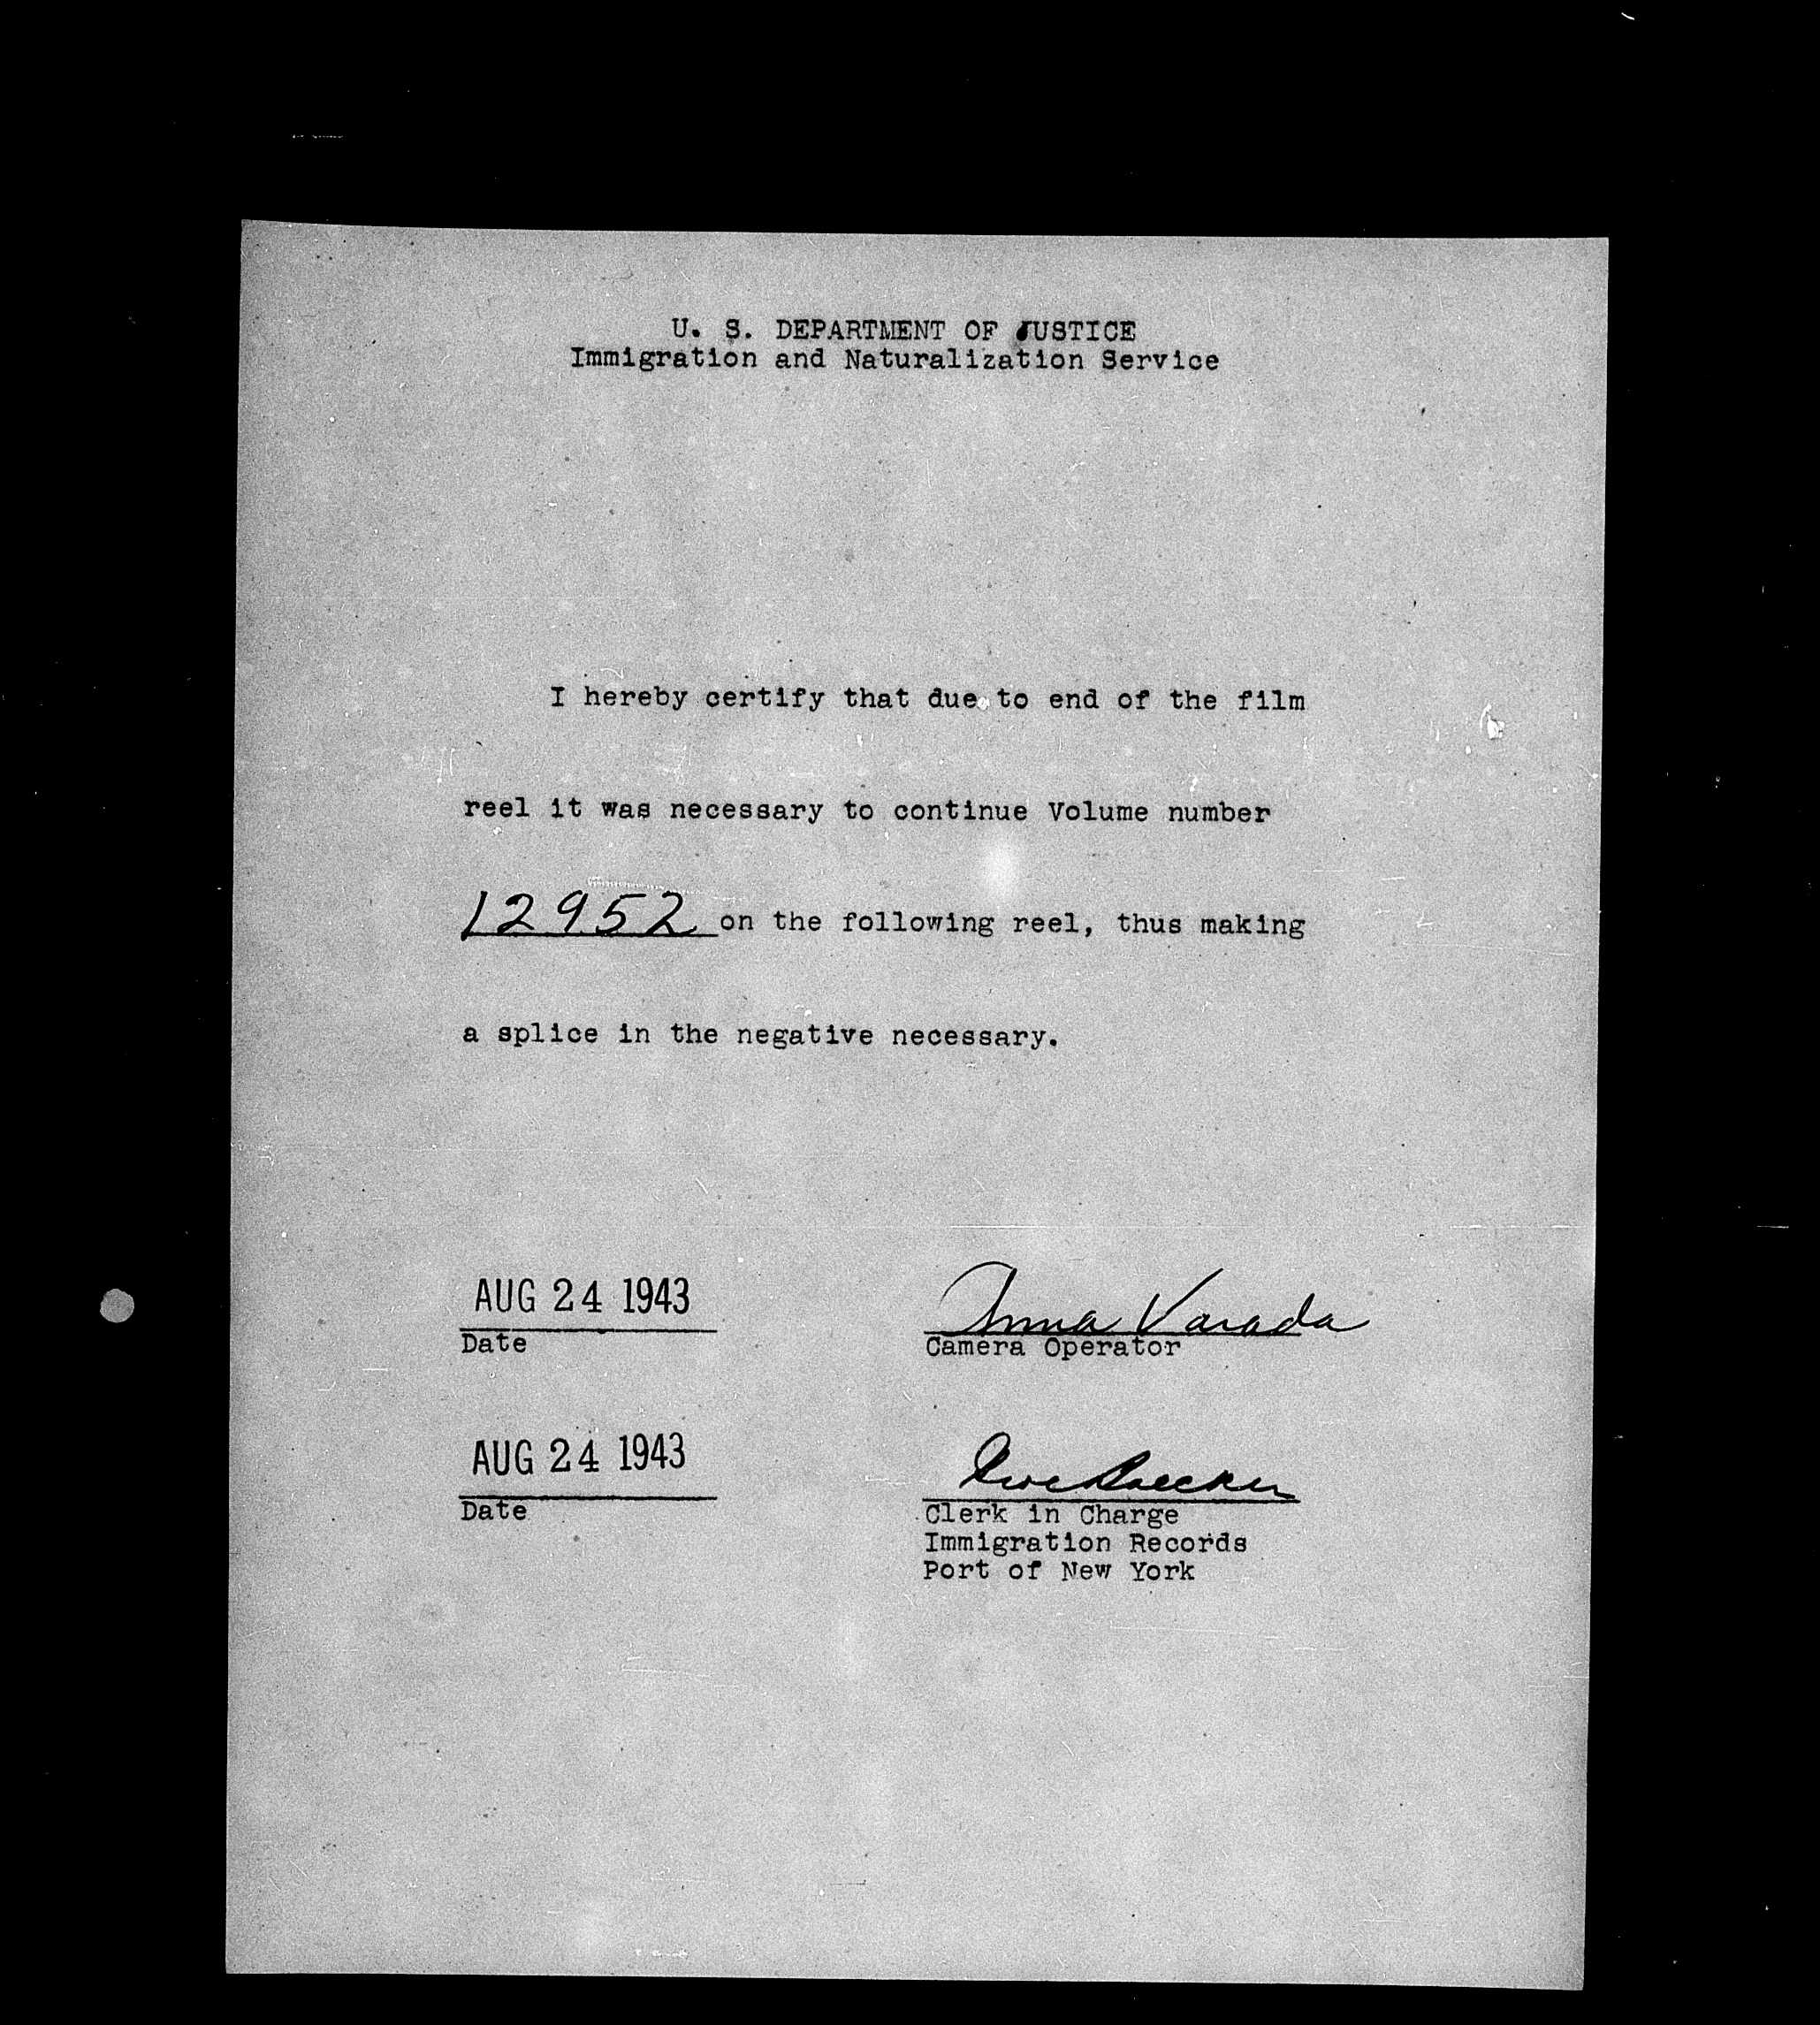 U. S. DEPARTMENT OF JUSTICE
Immigration and Naturalization Service
I hereby certify that due to end of the film
reel it was necessary to continue Volume number
12952 on the following reel, thus making
a splice in the negative necessary.
AUG 24 1943
Date
Anna Varada
Camera Operator
AUG 24 1943
Date
Clerk in Charge
Immigration Records
Port of New York